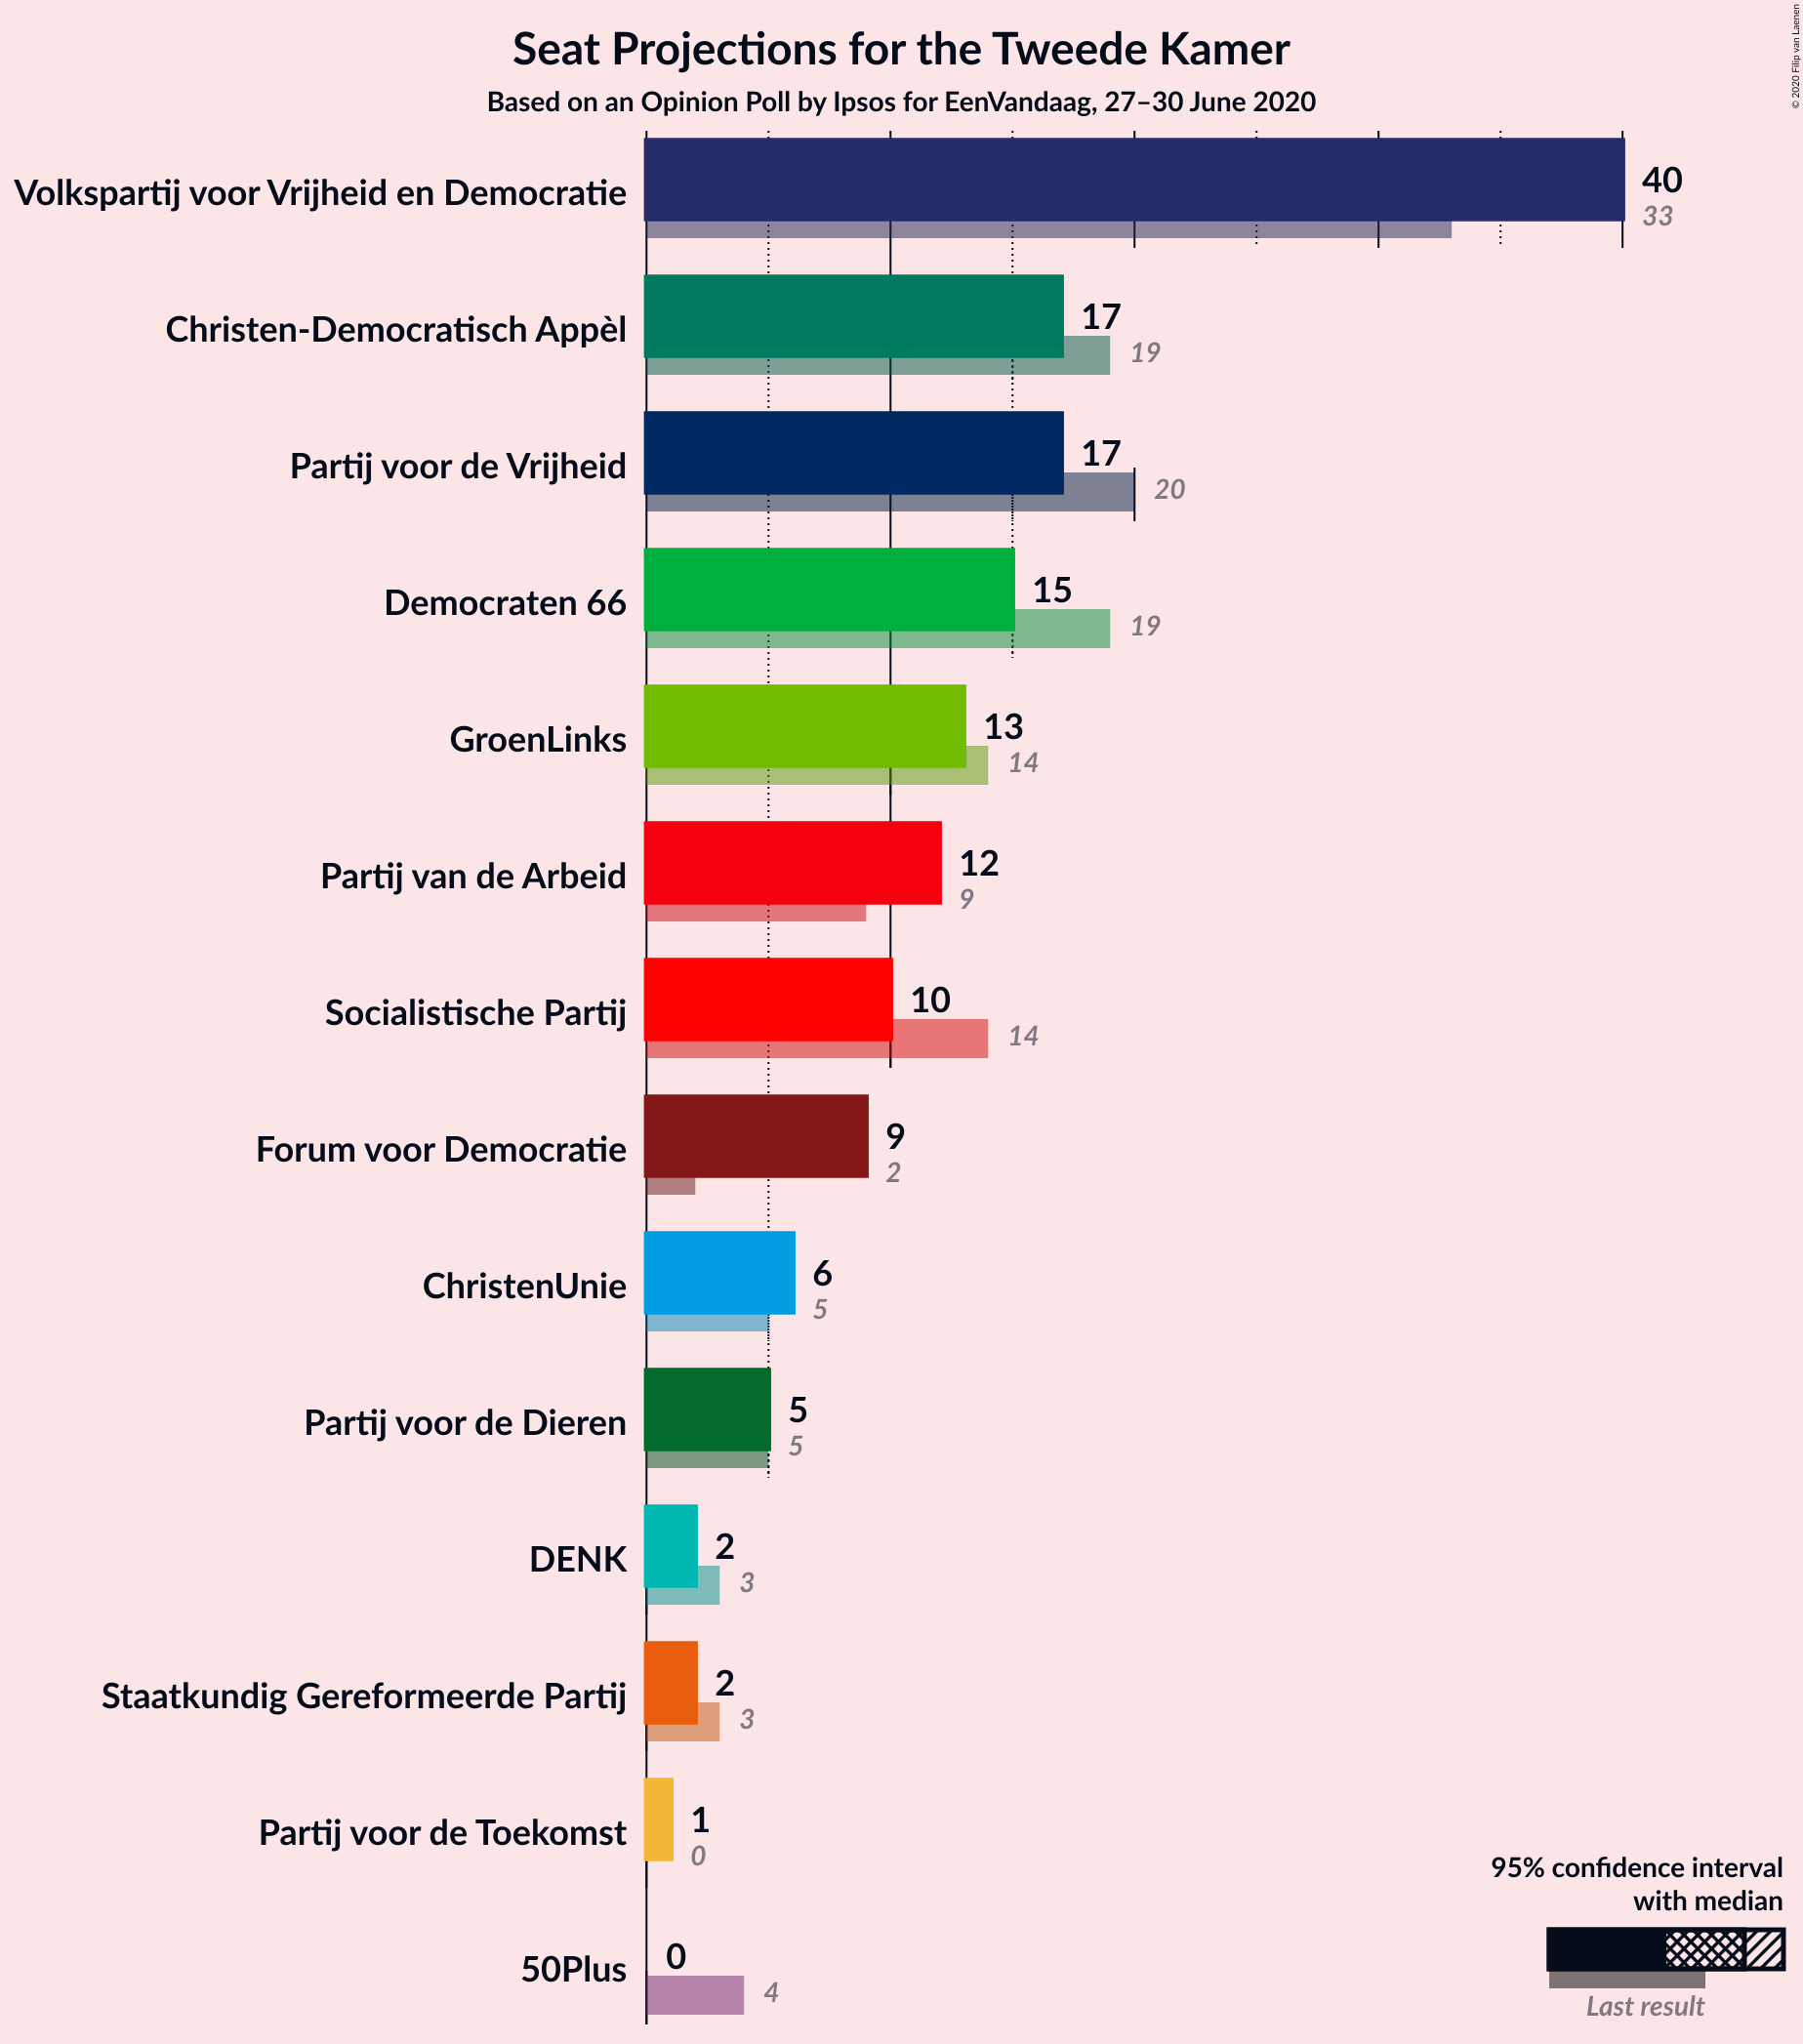 Seat Projections for the Tweede Kamer
Based on an Opinion Poll by Ipsos for EenVandaag, 27–30 June 2020
© 2020 Filip van Laenen
Volkspartij voor Vrijheid en Democratie
40
33
Christen-Democratisch Appèl
17
19
Partij voor de Vrijheid
17
20
Democraten 66
15
19
GroenLinks
13
14
Partij van de Arbeid
12
9
Socialistische Partij
10
14
Forum voor Democratie
9
2
ChristenUnie
6
5
Partij voor de Dieren
5
5
DENK
2
3
Staatkundig Gereformeerde Partij
2
3
Partij voor de Toekomst
1
0
50Plus
0
4
95% confidence interval
with median
Last result